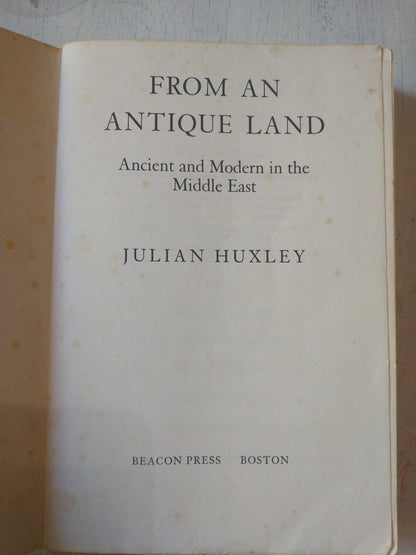 FROM AN
ANTIQUE LAND
Ancient and Modern in the
Middle East
JULIAN HUXLEY
BEACON PRESS BOSTON